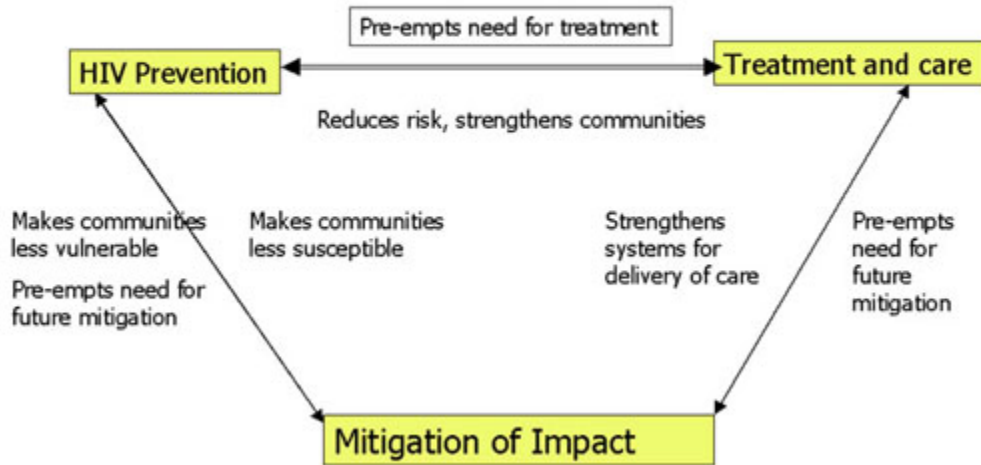 Pre-empts need for treatment
HIV Prevention
Treatment and care
Reduces risk, strengthens communities
Makes communities
less vulnerable
Pre-empts need for
future mitigation
Makes communities
less susceptible
Strengthens
systems for
delivery of care
Pre-empts
need for
future
mitigation
Mitigation of Impact